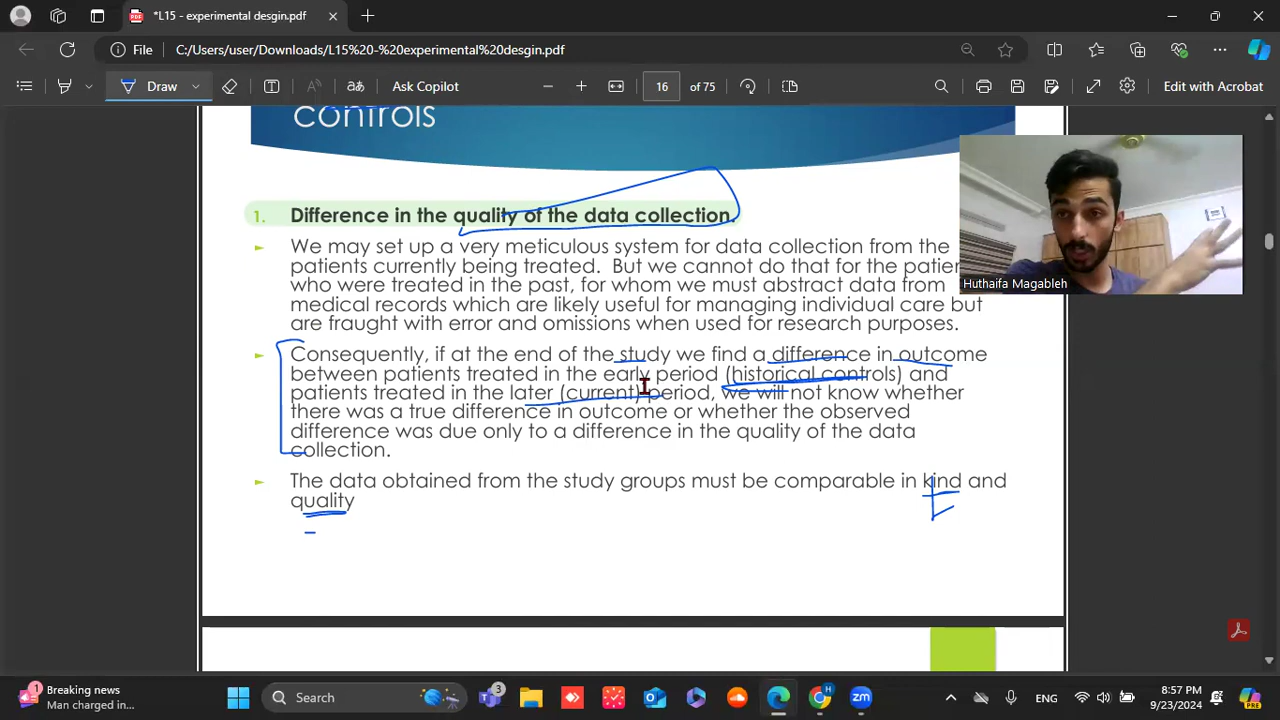 *L15 - experimental desgin.pdf
File
C:/Users/user/Downloads/L15%20-%20experimental%20desgin.pdf
Draw
Ask Copilot
16 of 75
Edit with Acrobat
controls
1. Difference in the quality of the data collection.
We may set up a very meticulous system for data collection from the
patients currently being treated. But we cannot do that for the patien
who were treated in the past, for whom we must abstract data from
Huthaifa Magableh
medical records which are likely useful for managing individual care but
are fraught with error and omissions when used for research purposes.
Consequently, if at the end of the study we find a difference in outcome
between patients treated in the early period (historical controls) and
patients treated in the later (current) period, we will not know whether
there was a true difference in outcome or whether the observed
difference was due only to a difference in the quality of the data
collection.
The data obtained from the study groups must be comparable in kind and
quality
1
Breaking news
Man charged in...
Search
3
ENG
8:57 PM
9/23/2024